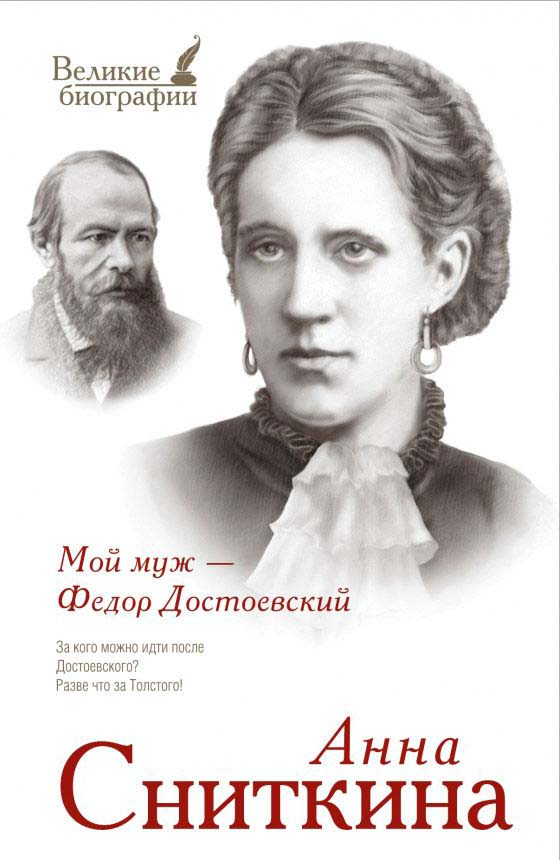 Великие
биографии
Мой муж —
Федор Достоевский
За кого можно идти после
Достоевского?
Разве что за Толстого!
Анна
Сниткина